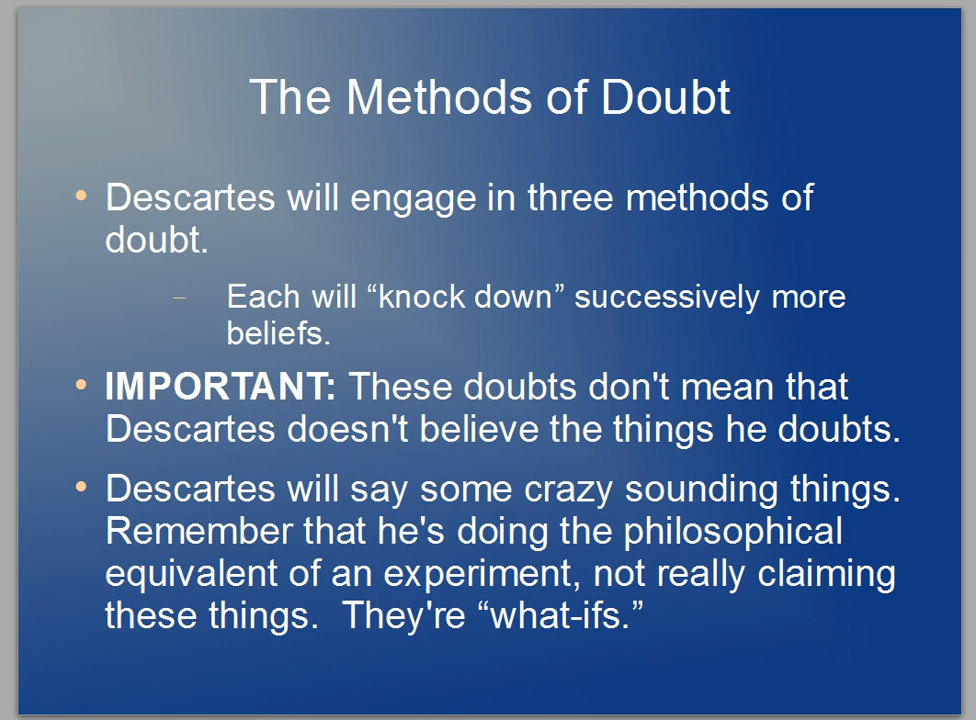 The Methods of Doubt
• Descartes will engage in three methods of
doubt.
– Each will “knock down” successively more
beliefs.
• IMPORTANT: These doubts don't mean that
Descartes doesn't believe the things he doubts.
• Descartes will say some crazy sounding things.
Remember that he's doing the philosophical
equivalent of an experiment, not really claiming
these things.  They're “what-ifs.”